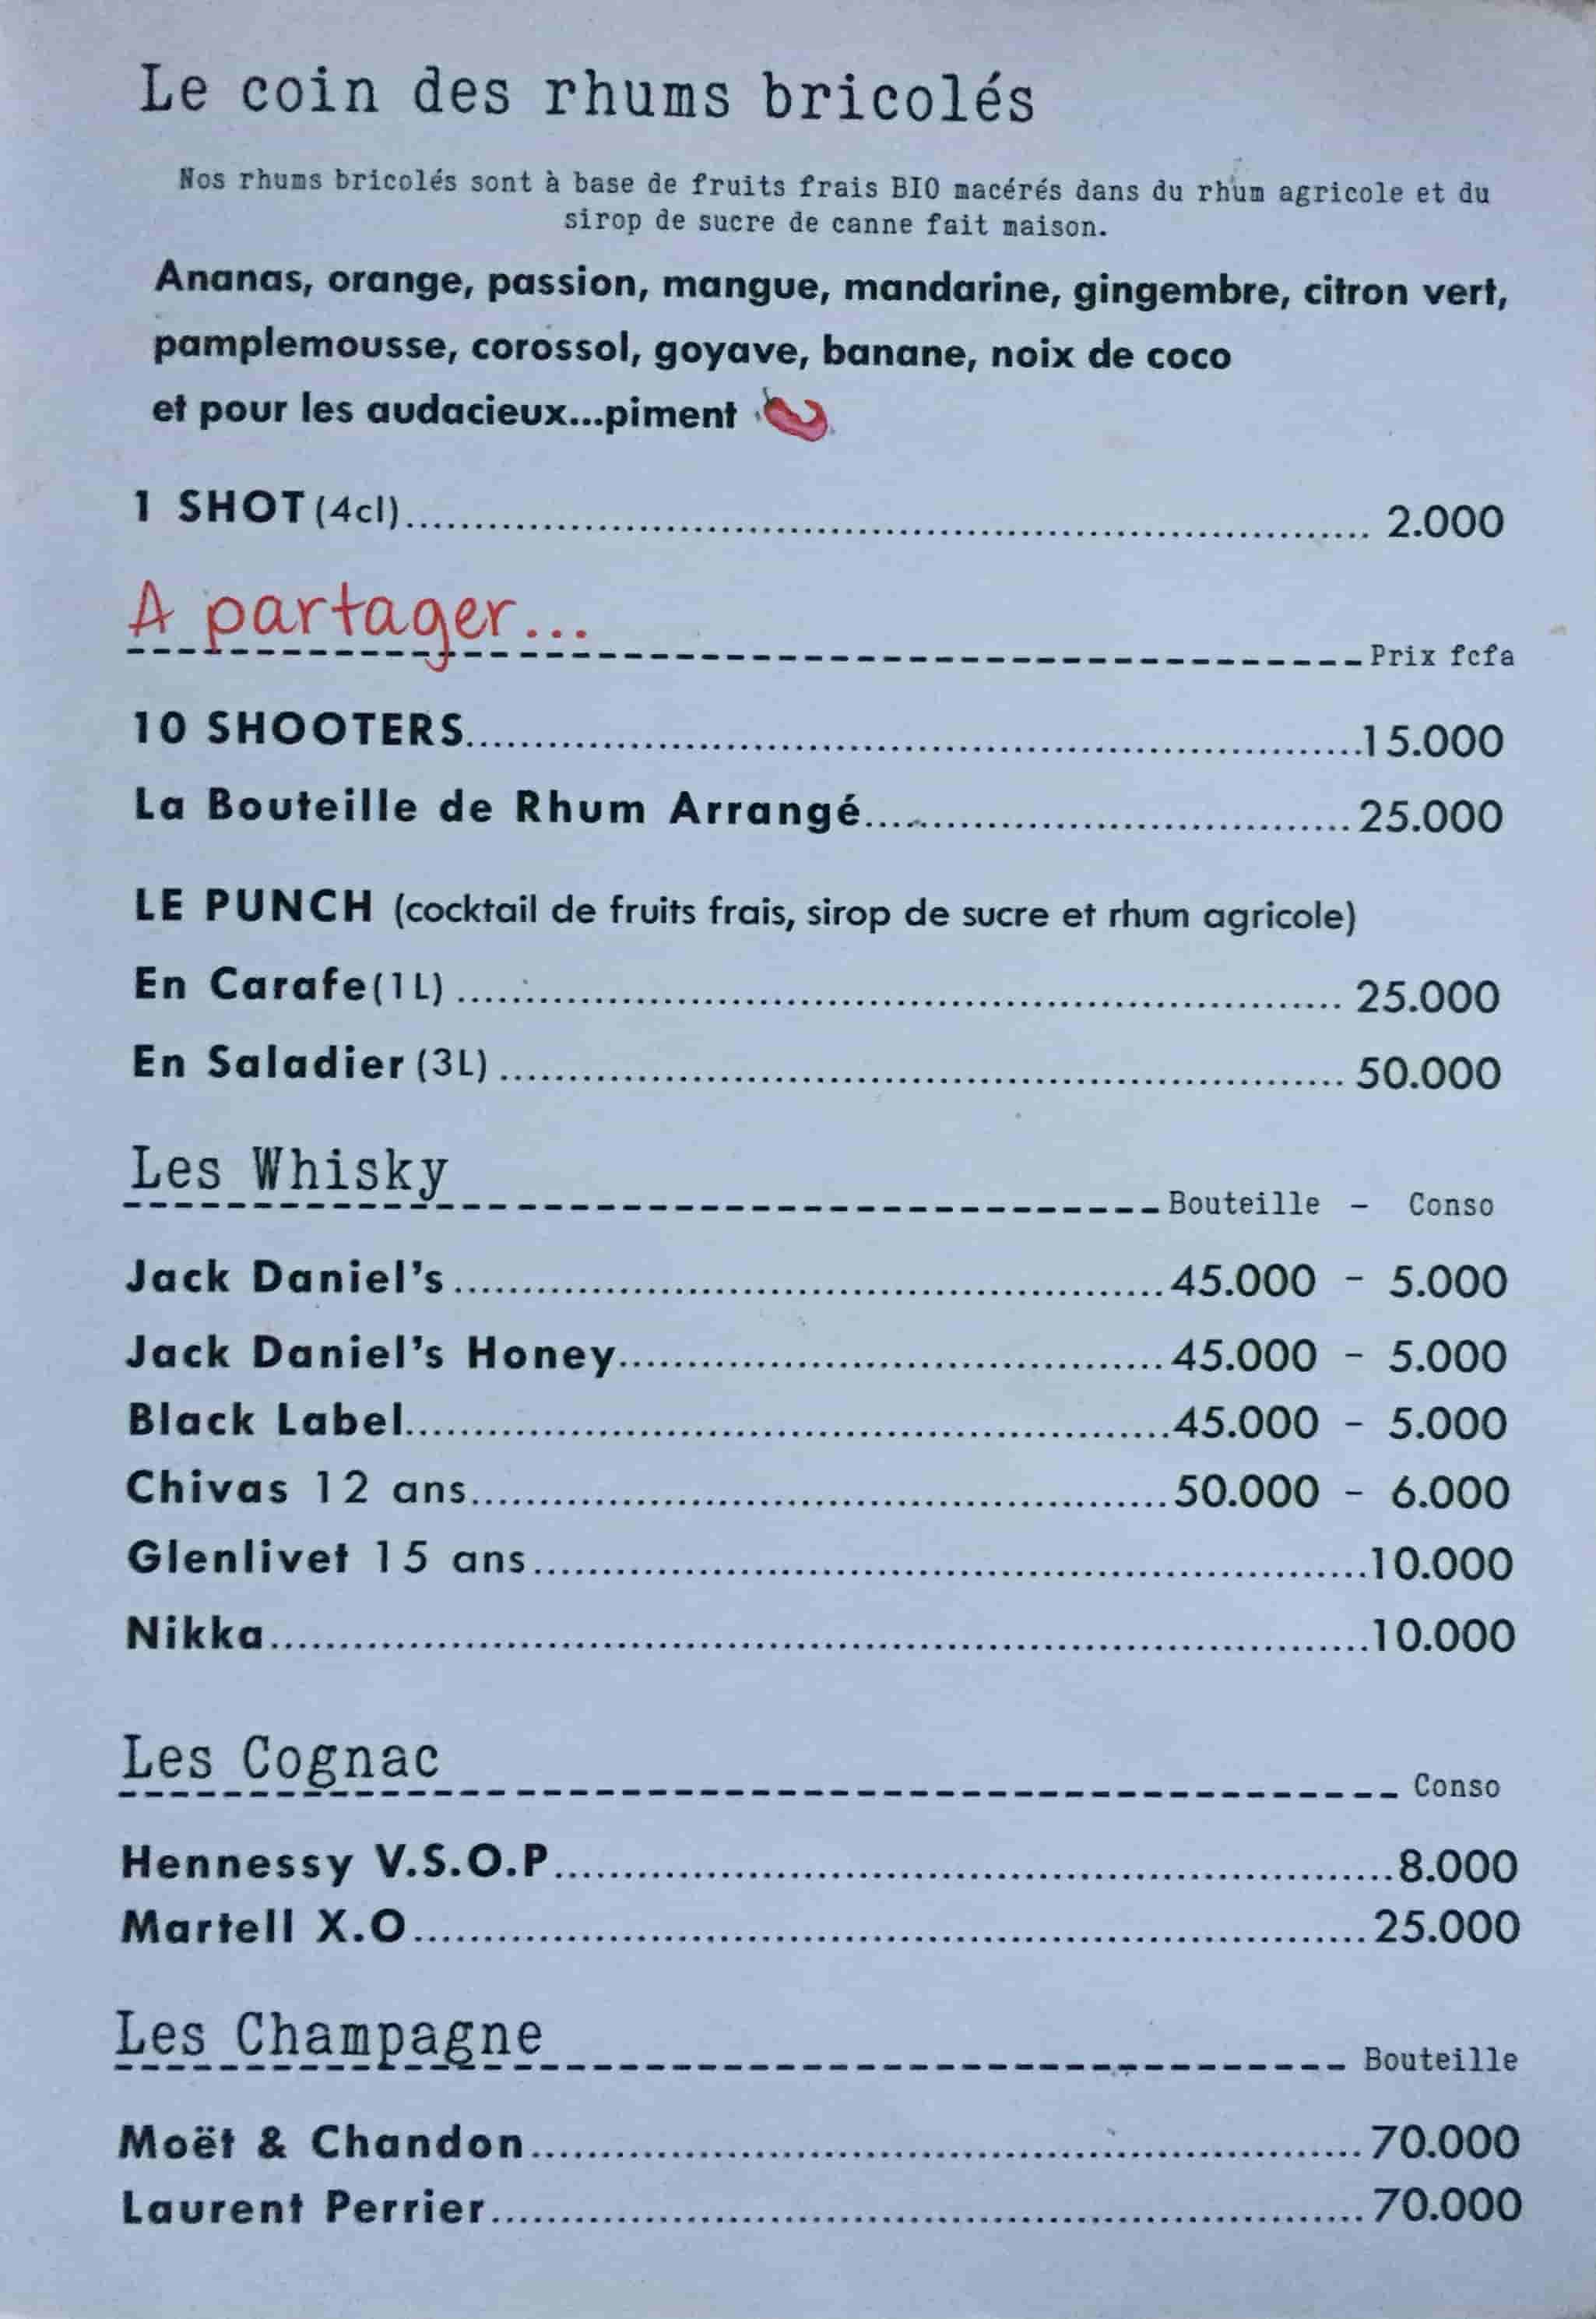 Le coin des rhums bricolés
Nos rhums bricolés sont à base de fruits frais BIO macérés dans du rhum agricole et du
sirop de sucre de canne fait maison.
Ananas, orange, passion, mangue, mandarine, gingembre, citron vert,
pamplemousse, corossol, goyave, banane, noix de coco
et pour les audacieux...piment
1 SHOT (4cl) 2.000
A partager...
Prix fcfa
10 SHOOTERS 15.000
La Bouteille de Rhum Arrangé 25.000
LE PUNCH (cocktail de fruits frais, sirop de sucre et rhum agricole)
En Carafe (1L) 25.000
En Saladier (3L) 50.000
Les Whisky Bouteille - Conso
Jack Daniel's 45.000 - 5.000
Jack Daniel's Honey 45.000 - 5.000
Black Label 45.000 - 5.000
Chivas 12 ans 50.000 - 6.000
Glenlivet 15 ans 10.000
Nikka 10.000
Les Cognac Conso
Hennessy V.S.O.P 8.000
Martell X.O 25.000
Les Champagne Bouteille
Moët & Chandon 70.000
Laurent Perrier 70.000